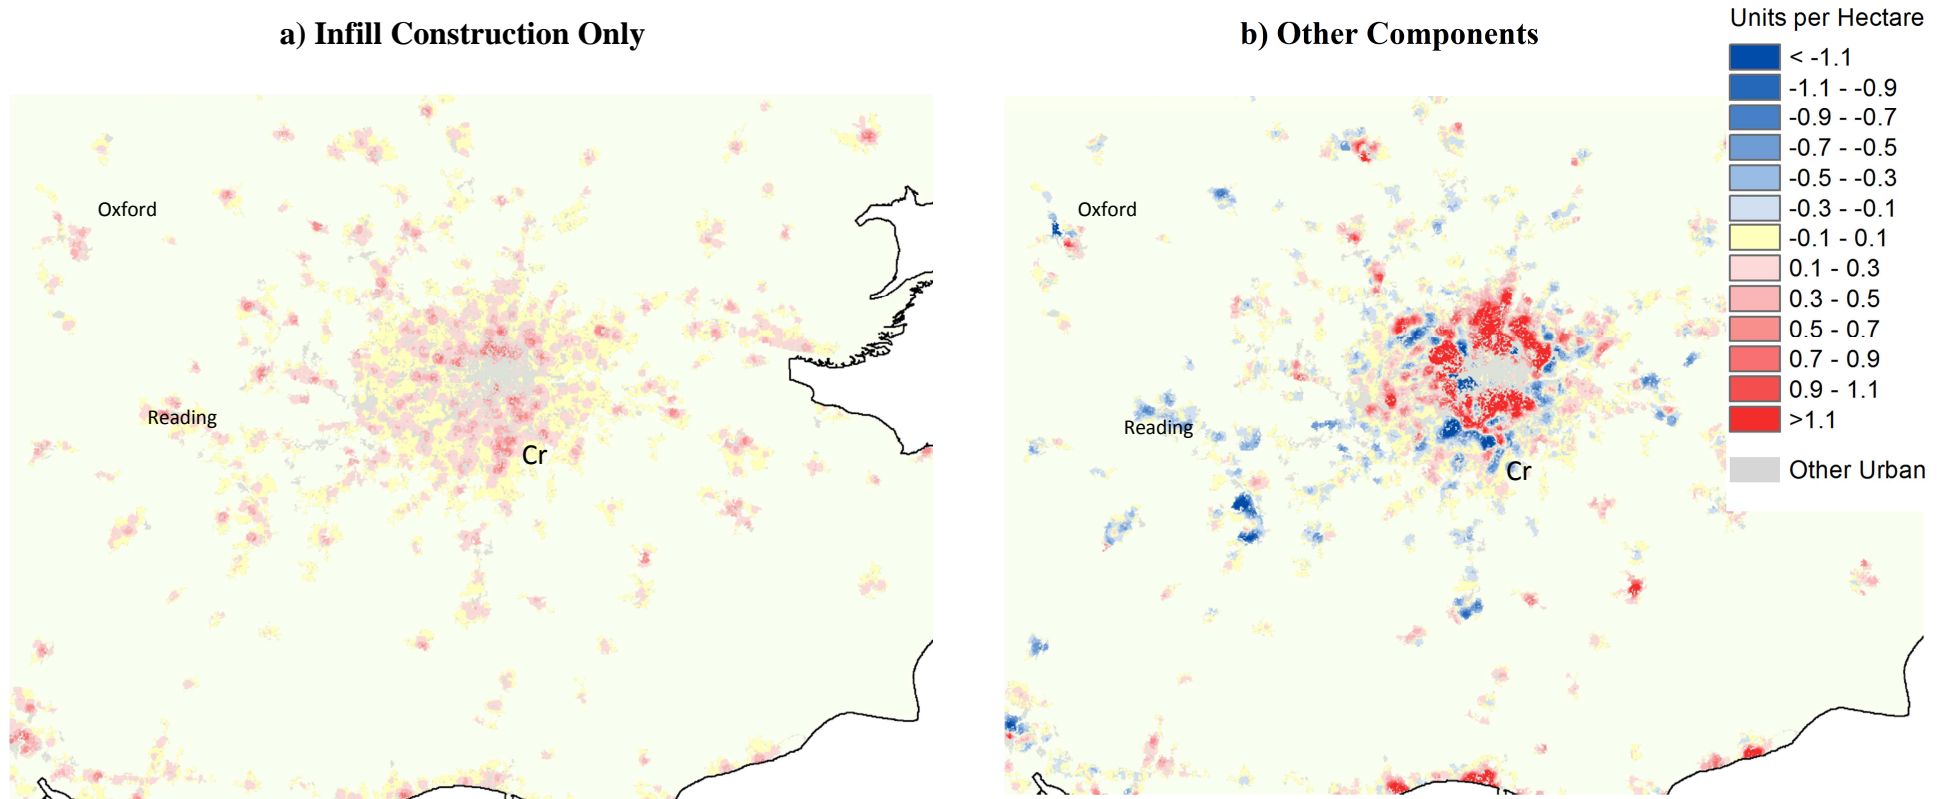 a) Infill Construction Only
b) Other Components
Units per Hectare
< -1.1
-1.1 - -0.9
-0.9 - -0.7
-0.7 - -0.5
-0.5 - -0.3
-0.3 - -0.1
-0.1 - 0.1
0.1 - 0.3
0.3 - 0.5
0.5 - 0.7
0.7 - 0.9
0.9 - 1.1
>1.1
Other Urban
Oxford
Reading
Cr
Oxford
Reading
Cr